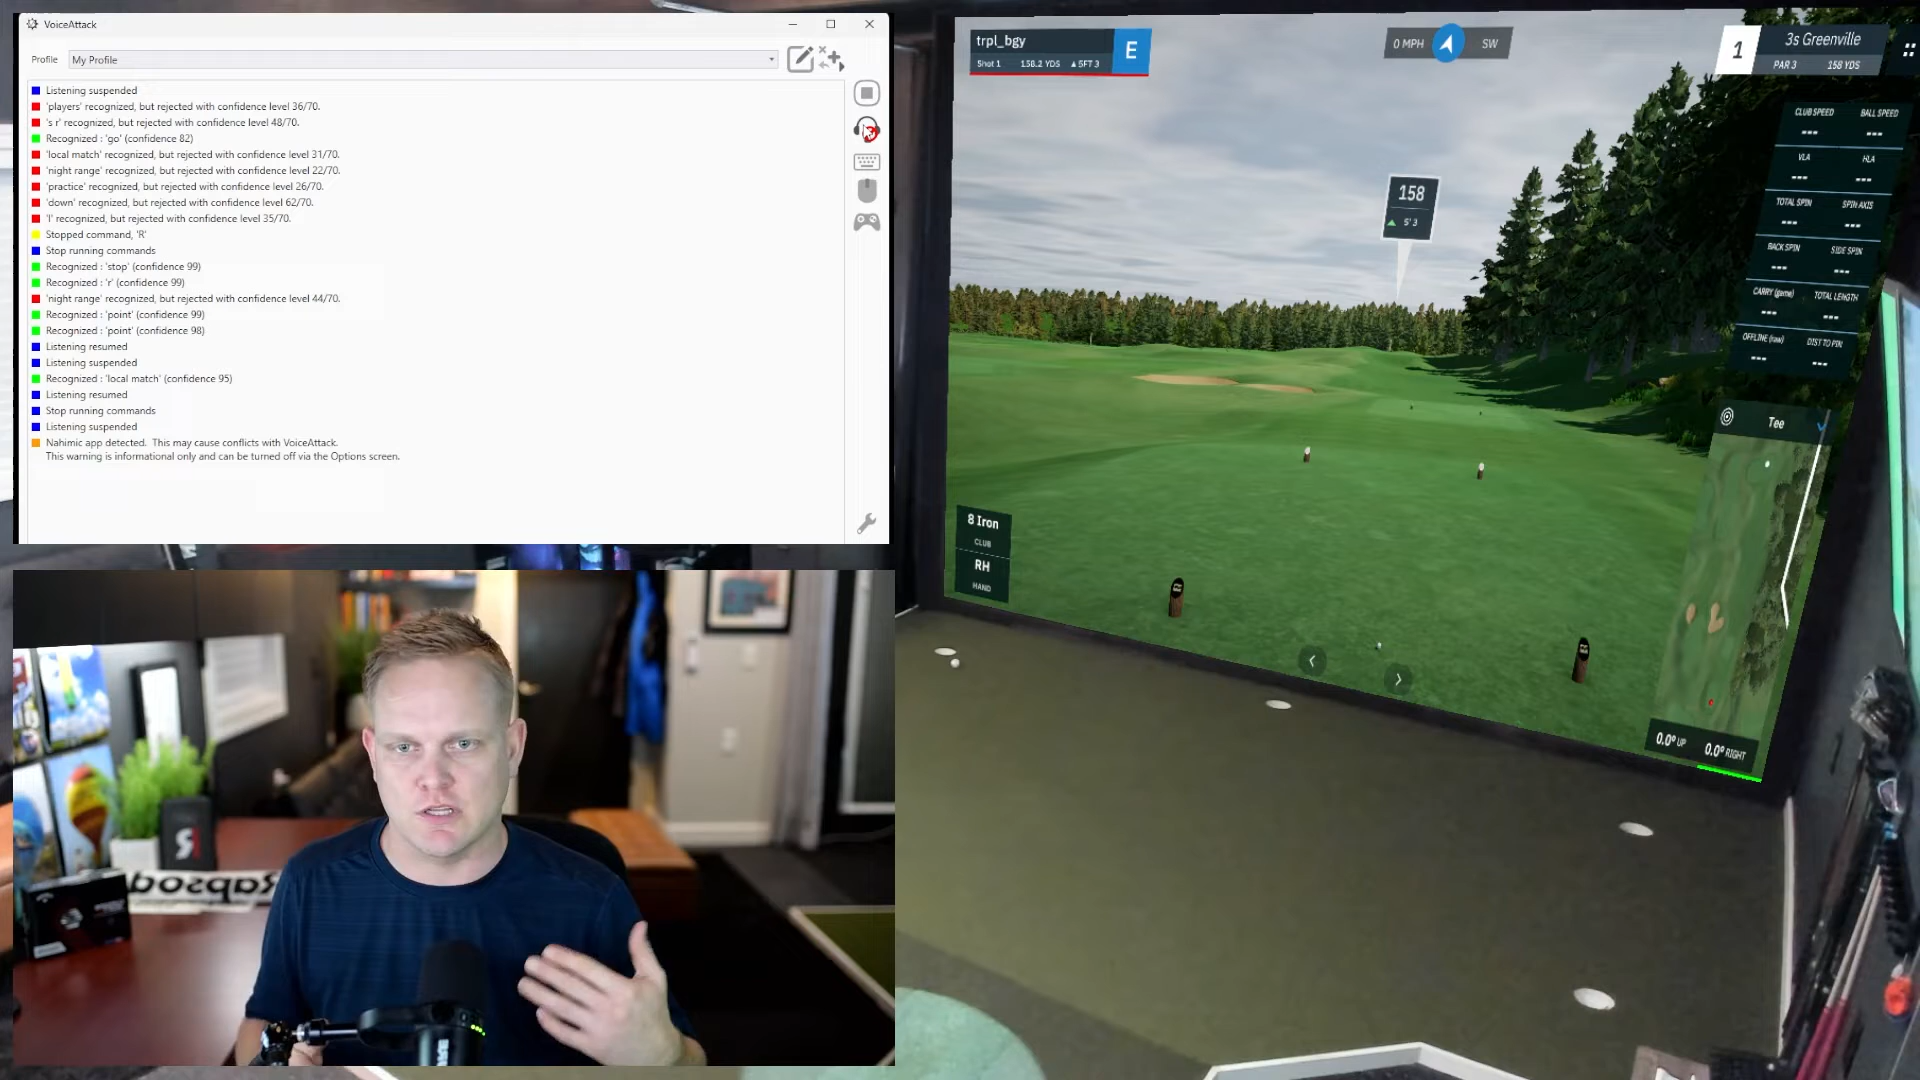 VoiceAttack
Profile
My Profile
Listening suspended
'players' recognized, but rejected with confidence level 36/70.
's r' recognized, but rejected with confidence level 48/70.
Recognized : 'go' (confidence 82)
'local match' recognized, but rejected with confidence level 31/70.
'night range' recognized, but rejected with confidence level 22/70.
'practice' recognized, but rejected with confidence level 26/70.
'down' recognized, but rejected with confidence level 62/70.
'l' recognized, but rejected with confidence level 35/70.
Stopped command, 'R'
Stop running commands
Recognized : 'stop' (confidence 99)
Recognized : 'r' (confidence 99)
'night range' recognized, but rejected with confidence level 44/70.
Recognized : 'point' (confidence 99)
Recognized : 'point' (confidence 98)
Listening resumed
Listening suspended
Recognized : 'local match' (confidence 95)
Listening resumed
Stop running commands
Listening suspended
Nahimic app detected. This may cause conflicts with VoiceAttack.
This warning is informational only and can be turned off via the Options screen.
trpl_bgy
E
Shot 1 158.2 YDS ▲5FT 3
0 MPH
SW
1
3s Greenville
PAR 3 158 YDS
CLUB SPEED BALL SPEED
--- ---
VLA HLA
--- ---
TOTAL SPIN SPIN AXIS
--- ---
BACK SPIN SIDE SPIN
--- ---
CARRY (game) TOTAL LENGTH
--- ---
OFFLINE (raw) DIST TO PIN
--- ---
158
▲ 5' 3
Tee
8 Iron
CLUB
RH
HAND
0.0° UP 0.0° RIGHT
Rapsod